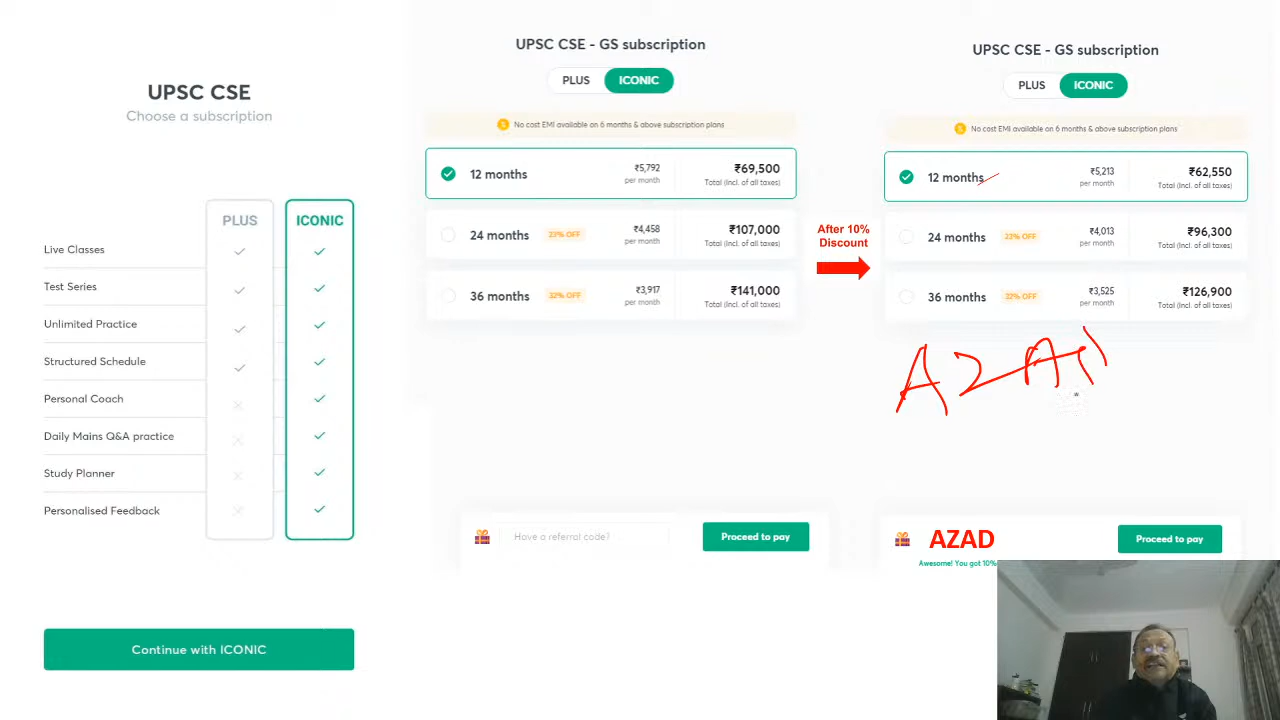 UPSC CSE
Choose a subscription
PLUS ICONIC
Live Classes
Test Series
Unlimited Practice
Structured Schedule
Personal Coach
Daily Mains Q&A practice
Study Planner
Personalised Feedback
Continue with ICONIC
UPSC CSE - GS subscription
PLUS ICONIC
No cost EMI available on 6 months & above subscription plans
12 months ₹5,792 per month ₹69,500 Total (Incl. of all taxes)
24 months 23% OFF ₹4,458 per month ₹107,000 Total (Incl. of all taxes)
36 months 32% OFF ₹3,917 per month ₹141,000 Total (Incl. of all taxes)
Have a referral code? Proceed to pay
After 10%
Discount
UPSC CSE - GS subscription
PLUS ICONIC
No cost EMI available on 6 months & above subscription plans
12 months ₹5,213 per month ₹62,550 Total (Incl. of all taxes)
24 months 23% OFF ₹4,013 per month ₹96,300 Total (Incl. of all taxes)
36 months 32% OFF ₹3,525 per month ₹126,900 Total (Incl. of all taxes)
AZAD
AZAD Proceed to pay
Awesome! You got 10%